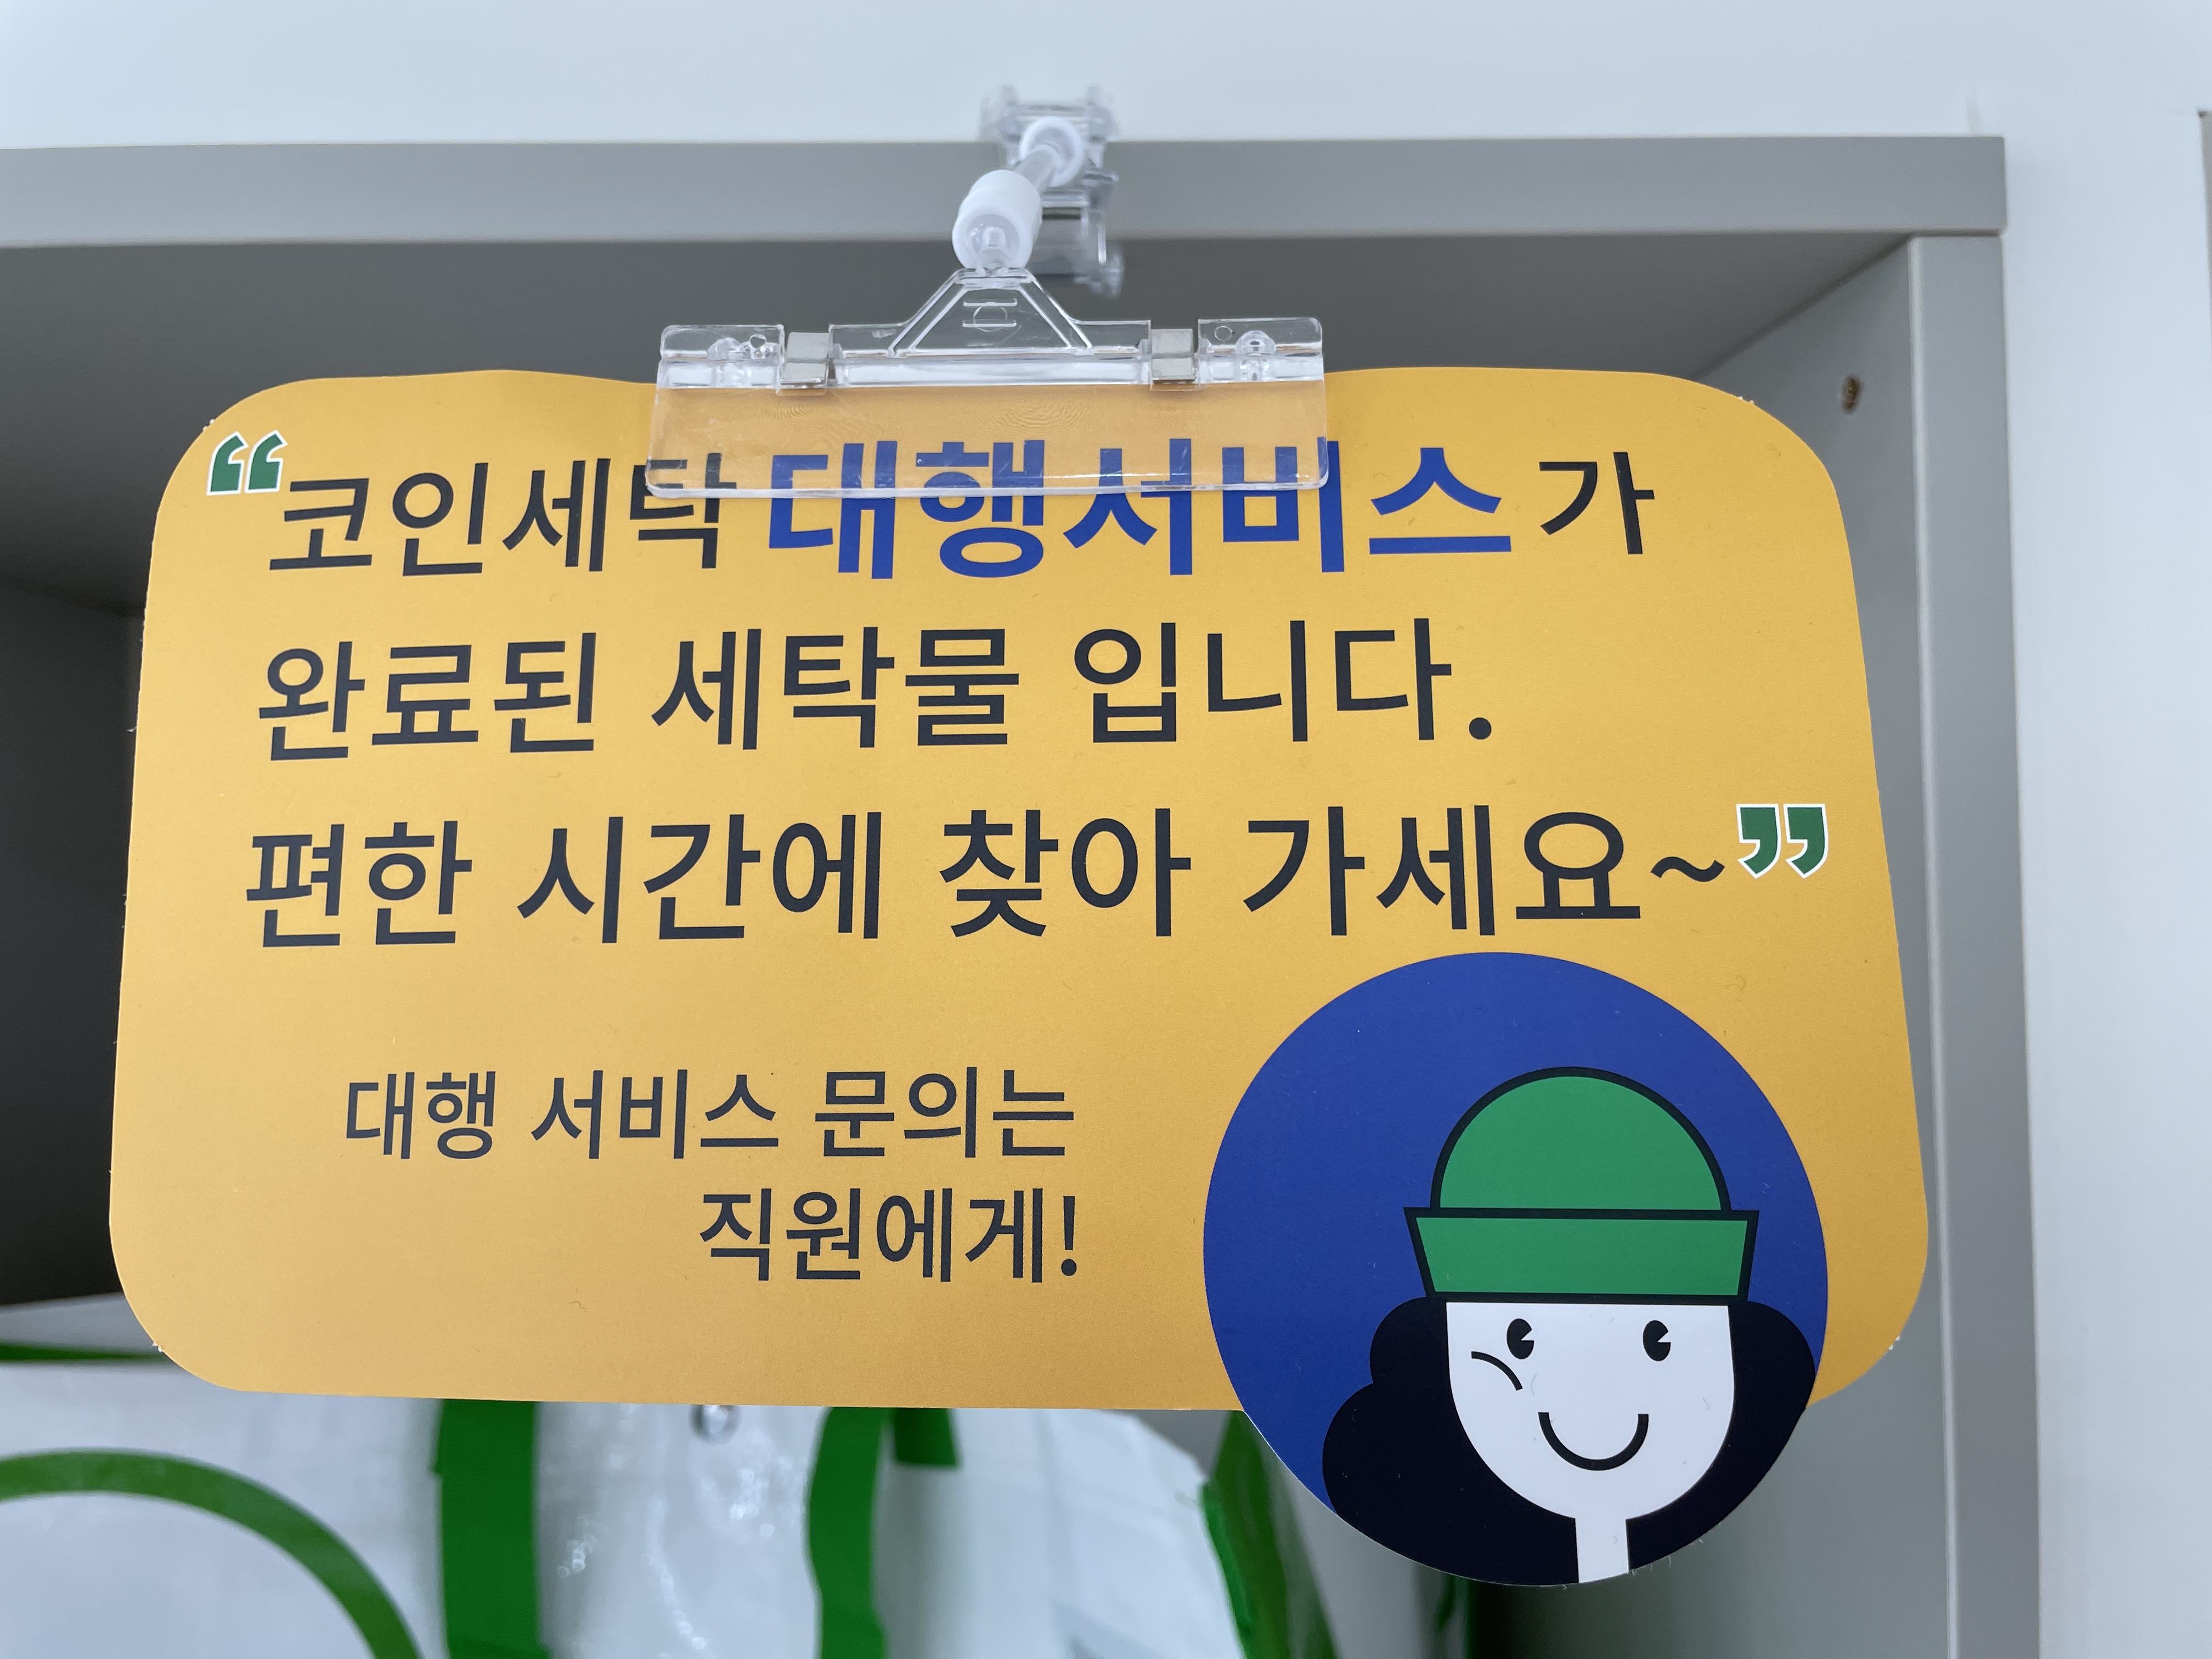 “코인세탁 대행서비스가
완료된 세탁물 입니다.
편한 시간에 찾아 가세요~”
대행 서비스 문의는
직원에게!